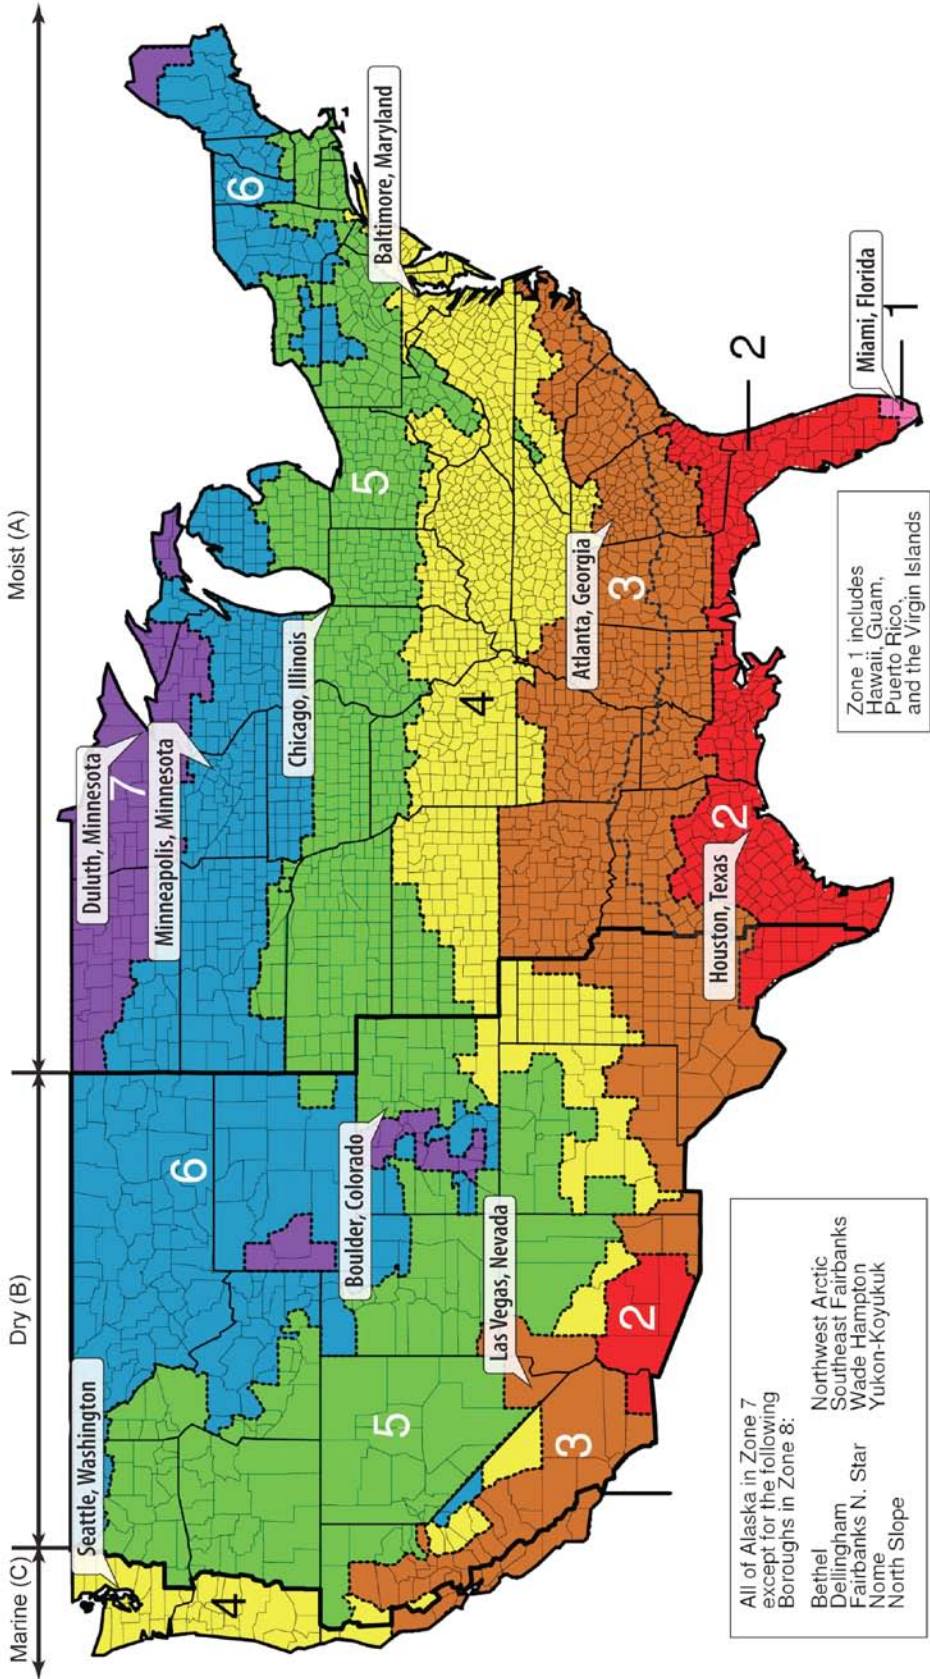 Marine (C)
Dry (B)
Moist (A)
Seattle, Washington
Duluth, Minnesota
7
Minneapolis, Minnesota
6
6
Chicago, Illinois
Boulder, Colorado
5
5
4
4
Baltimore, Maryland
Las Vegas, Nevada
3
2
Atlanta, Georgia
3
Houston, Texas
2
2
Miami, Florida
1
All of Alaska in Zone 7
except for the following
Boroughs in Zone 8:
Bethel
Dellingham
Fairbanks N. Star
Nome
North Slope
Northwest Arctic
Southeast Fairbanks
Wade Hampton
Yukon-Koyukuk
Zone 1 includes
Hawaii, Guam,
Puerto Rico,
and the Virgin Islands